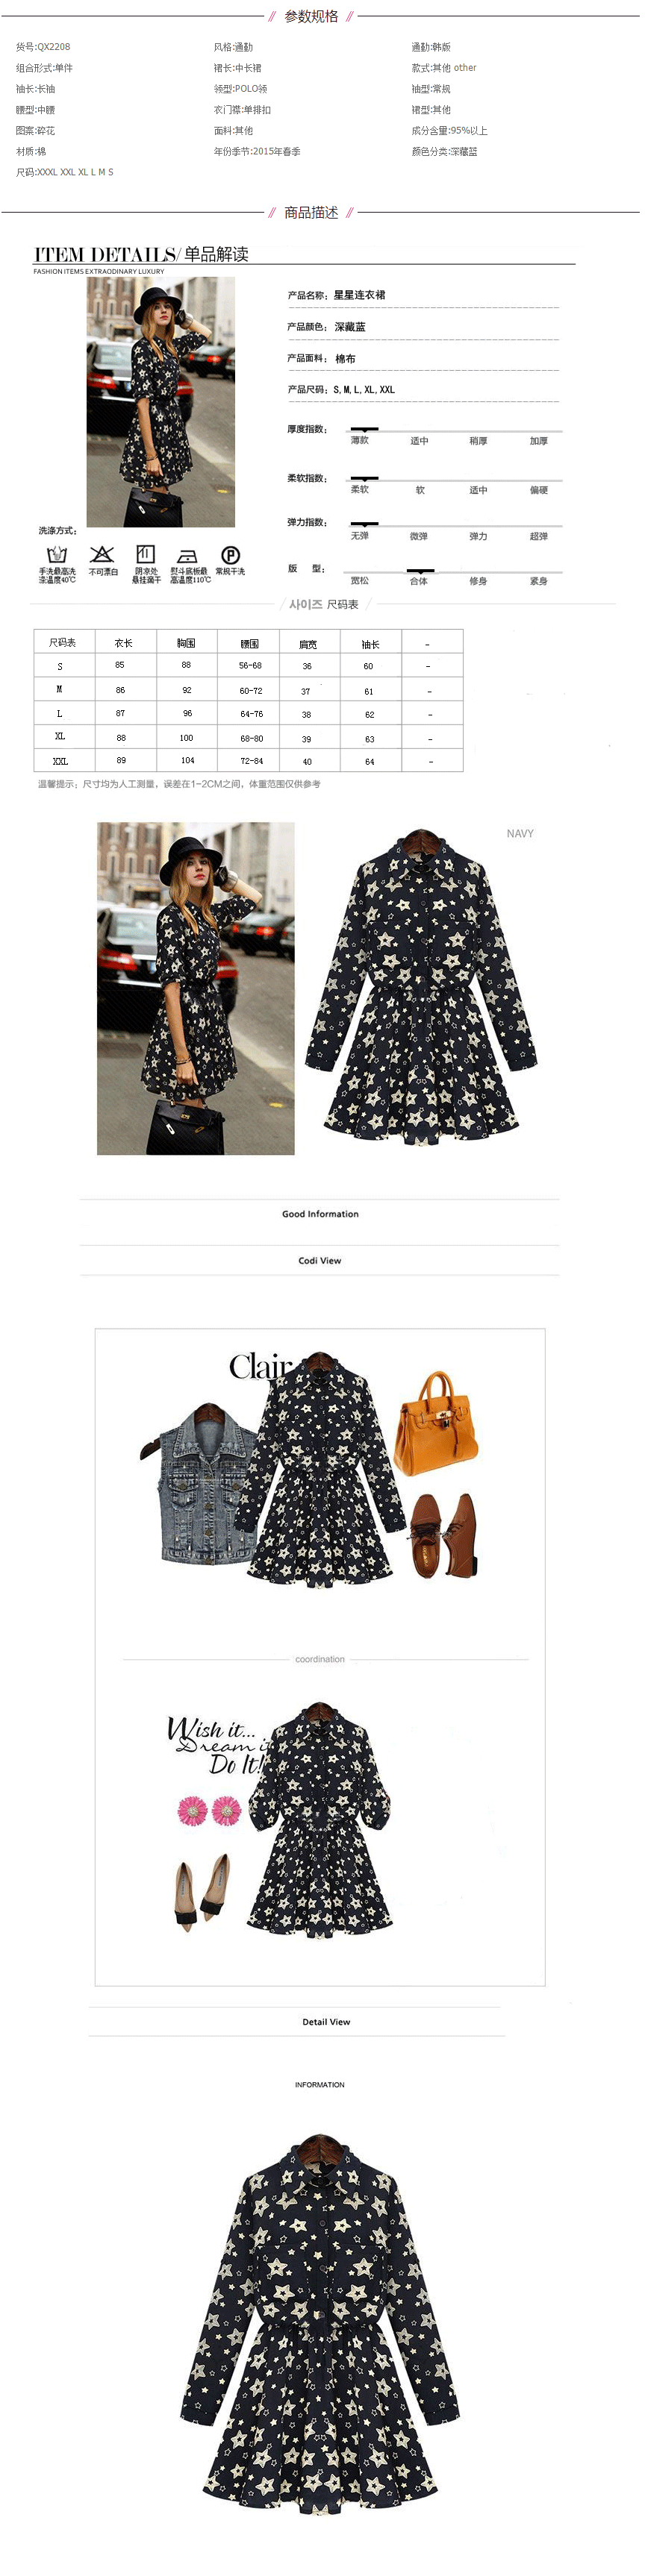 // 参数规格 //
货号:QX2208 风格:通勤 通勤:韩版
组合形式:单件 裙长:中长裙 款式:其他 other
袖长:长袖 领型:POLO领 袖型:常规
腰型:中腰 衣门襟:单排扣 裙型:其他
图案:碎花 面料:其他 成分含量:95%以上
材质:棉 年份季节:2015年春季 颜色分类:深藏蓝
尺码:XXXL XXL XL L M S
// 商品描述 //
ITEM DETAILS/单品解读
FASHION ITEMS EXTRAODINARY LUXURY
产品名称：星星连衣裙
产品颜色：深藏蓝
产品面料：棉布
产品尺码：S,M,L,XL,XXL
厚度指数：
薄款 适中 稍厚 加厚
柔软指数：
柔软 软 适中 偏硬
弹力指数：
无弹 微弹 弹力 超弹
版 型：
宽松 合体 修身 紧身
洗涤方式：
手洗最高洗涤温度40℃
不可漂白
阴凉处悬挂面干
熨斗底板最高温度110℃
常规干洗
/ 사이즈 尺码表 /
尺码表 衣长 胸围 腰围 肩宽 袖长 -
S 85 88 56-68 36 60 -
M 86 92 60-72 37 61 -
L 87 96 64-76 38 62 -
XL 88 100 68-80 39 63 -
XXL 89 104 72-84 40 64 -
温馨提示：尺寸均为人工测量，误差在1-2CM之间，体重范围仅供参考
NAVY
Good Information
Codi View
Clair
coordination
Wish it...
Dream i
Do It!
Detail View
INFORMATION